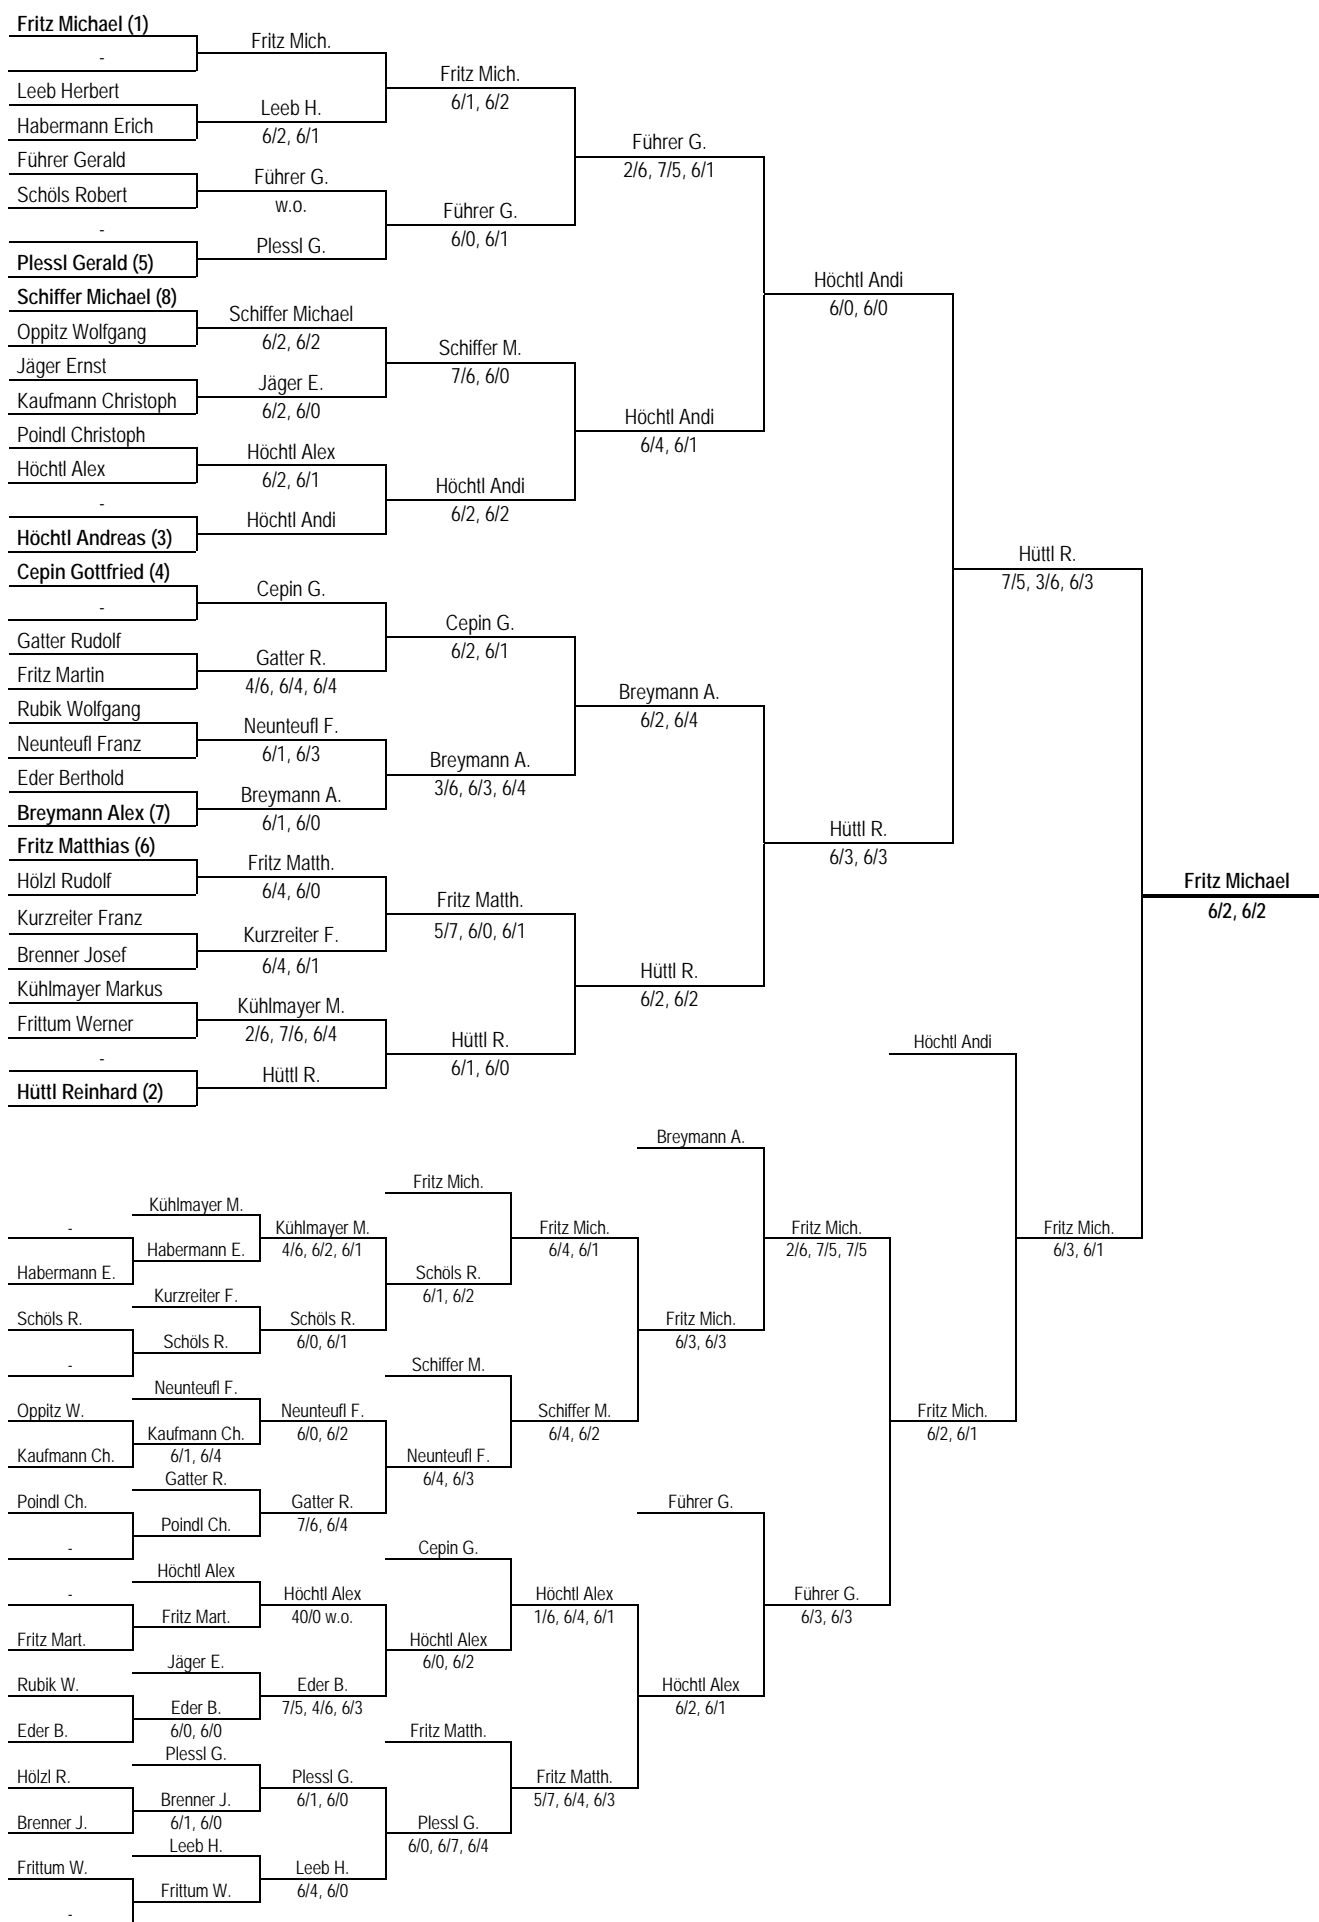 Fritz Michael (1)
-
Leeb Herbert
Habermann Erich
Führer Gerald
Schöls Robert
-
Plessl Gerald (5)
Schiffer Michael (8)
Oppitz Wolfgang
Jäger Ernst
Kaufmann Christoph
Poindl Christoph
Höchtl Alex
-
Höchtl Andreas (3)
Cepin Gottfried (4)
-
Gatter Rudolf
Fritz Martin
Rubik Wolfgang
Neunteufl Franz
Eder Berthold
Breymann Alex (7)
Fritz Matthias (6)
Hölzl Rudolf
Kurzreiter Franz
Brenner Josef
Kühlmayer Markus
Frittum Werner
-
Hüttl Reinhard (2)
Fritz Mich.
Leeb H.
6/2, 6/1
Führer G.
w.o.
Plessl G.
Schiffer Michael
6/2, 6/2
Jäger E.
6/2, 6/0
Höchtl Alex
6/2, 6/1
Höchtl Andi
Cepin G.
Gatter R.
4/6, 6/4, 6/4
Neunteufl F.
6/1, 6/3
Breymann A.
6/1, 6/0
Fritz Matth.
6/4, 6/0
Kurzreiter F.
6/4, 6/1
Kühlmayer M.
2/6, 7/6, 6/4
Hüttl R.
Fritz Mich.
6/1, 6/2
Führer G.
6/0, 6/1
Schiffer M.
7/6, 6/0
Höchtl Andi
6/2, 6/2
Cepin G.
6/2, 6/1
Breymann A.
3/6, 6/3, 6/4
Fritz Matth.
5/7, 6/0, 6/1
Hüttl R.
6/1, 6/0
Führer G.
2/6, 7/5, 6/1
Höchtl Andi
6/4, 6/1
Breymann A.
6/2, 6/4
Hüttl R.
6/2, 6/2
Höchtl Andi
6/0, 6/0
Hüttl R.
6/3, 6/3
Hüttl R.
7/5, 3/6, 6/3
Fritz Michael
6/2, 6/2
-
Habermann E.
Schöls R.
-
Oppitz W.
Kaufmann Ch.
Poindl Ch.
-
-
Fritz Mart.
Rubik W.
Eder B.
Hölzl R.
Brenner J.
Frittum W.
-
Kühlmayer M.
Habermann E.
Kurzreiter F.
Schöls R.
Neunteufl F.
Kaufmann Ch.
6/1, 6/4
Gatter R.
Poindl Ch.
Höchtl Alex
Fritz Mart.
Jäger E.
Eder B.
6/0, 6/0
Plessl G.
Brenner J.
6/1, 6/0
Leeb H.
Frittum W.
Kühlmayer M.
4/6, 6/2, 6/1
Schöls R.
6/0, 6/1
Neunteufl F.
6/0, 6/2
Gatter R.
7/6, 6/4
Höchtl Alex
40/0 w.o.
Eder B.
7/5, 4/6, 6/3
Plessl G.
6/1, 6/0
Leeb H.
6/4, 6/0
Fritz Mich.
Schöls R.
6/1, 6/2
Schiffer M.
Neunteufl F.
6/4, 6/3
Cepin G.
Höchtl Alex
6/0, 6/2
Fritz Matth.
Plessl G.
6/0, 6/7, 6/4
Fritz Mich.
6/4, 6/1
Schiffer M.
6/4, 6/2
Höchtl Alex
1/6, 6/4, 6/1
Fritz Matth.
5/7, 6/4, 6/3
Breymann A.
Fritz Mich.
6/3, 6/3
Führer G.
Höchtl Alex
6/2, 6/1
Fritz Mich.
2/6, 7/5, 7/5
Führer G.
6/3, 6/3
Höchtl Andi
Fritz Mich.
6/2, 6/1
Fritz Mich.
6/3, 6/1